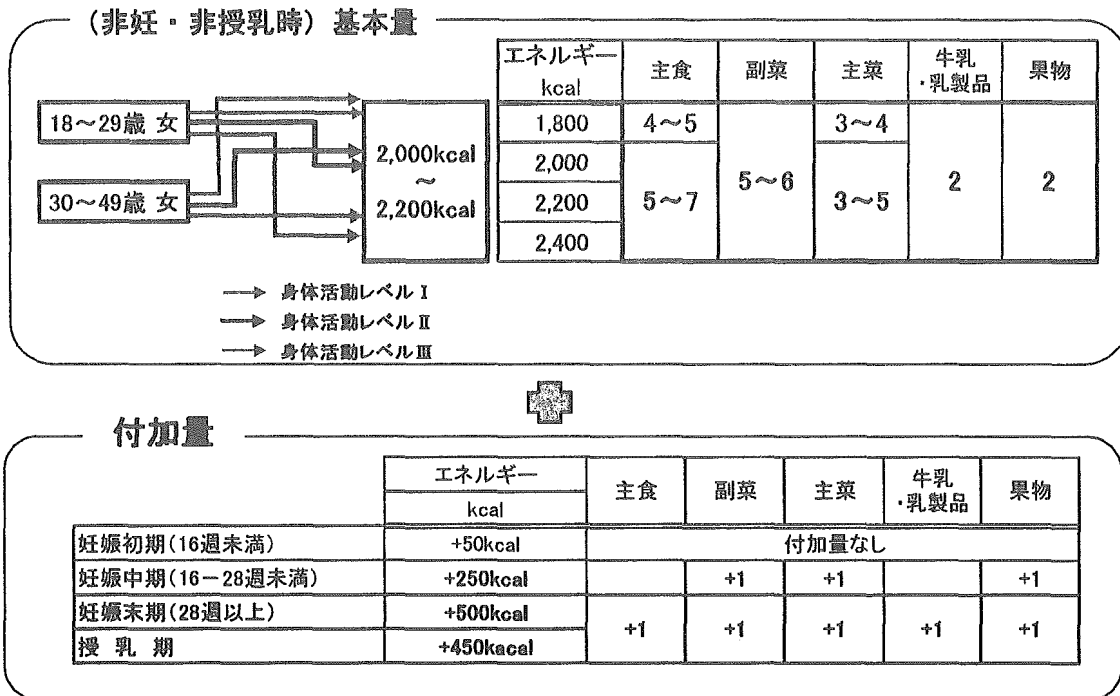 (非妊・非授乳時) 基本量
エネルギー kcal 主食 副菜 主菜 牛乳・乳製品 果物
18~29歳 女
30~49歳 女
2,000kcal
~
2,200kcal
1,800 4~5 3~4
2,000
2,200
2,400
5~7 5~6 3~5 2 2
身体活動レベル I
身体活動レベル II
身体活動レベル III
付加量
エネルギー kcal 主食 副菜 主菜 牛乳・乳製品 果物
妊娠初期(16週未満) +50kcal 付加量なし
妊娠中期(16-28週未満) +250kcal +1 +1 +1
妊娠末期(28週以上) +500kcal
授 乳 期 +450kacal
+1 +1 +1 +1 +1